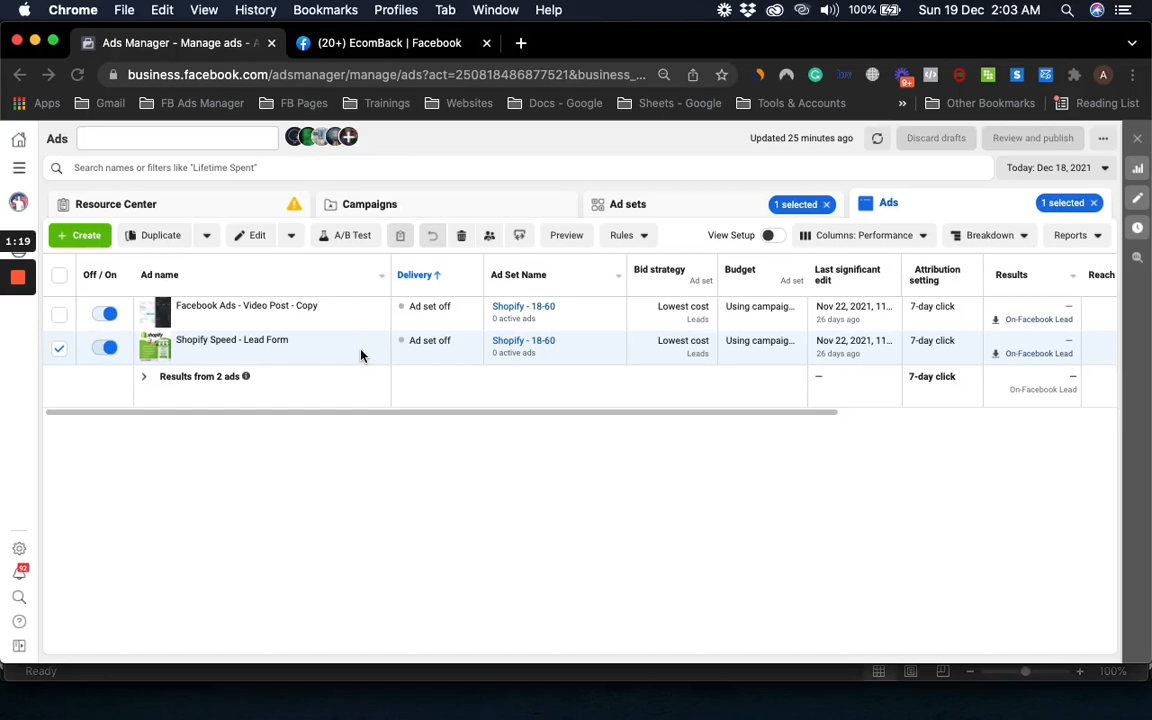 Chrome File Edit View History Bookmarks Profiles Tab Window Help 100% Sun 19 Dec 2:03 AM
Ads Manager - Manage ads - A (20+) EcomBack | Facebook
business.facebook.com/adsmanager/manage/ads?act=250818486877521&business_... 9+ A
Apps Gmail FB Ads Manager FB Pages Trainings Websites Docs - Google Sheets - Google Tools & Accounts » Other Bookmarks Reading List
Ads Updated 25 minutes ago Discard drafts Review and publish ...
Search names or filters like "Lifetime Spent" Today: Dec 18, 2021
Resource Center Campaigns Ad sets 1 selected × Ads 1 selected ×
1:19
+ Create Duplicate Edit A/B Test Preview Rules View Setup Columns: Performance Breakdown Reports
Off / On Ad name Delivery ↑ Ad Set Name Bid strategy Ad set Budget Ad set Last significant edit Attribution setting Results Reach
Facebook Ads - Video Post - Copy Ad set off Shopify - 18-60 Lowest cost Using campaig... Nov 22, 2021, 11... 7-day click —
0 active ads Leads 26 days ago On-Facebook Lead
Shopify Speed - Lead Form Ad set off Shopify - 18-60 Lowest cost Using campaig... Nov 22, 2021, 11... 7-day click —
0 active ads Leads 26 days ago On-Facebook Lead
Results from 2 ads — 7-day click —
On-Facebook Lead
92
Ready 100%